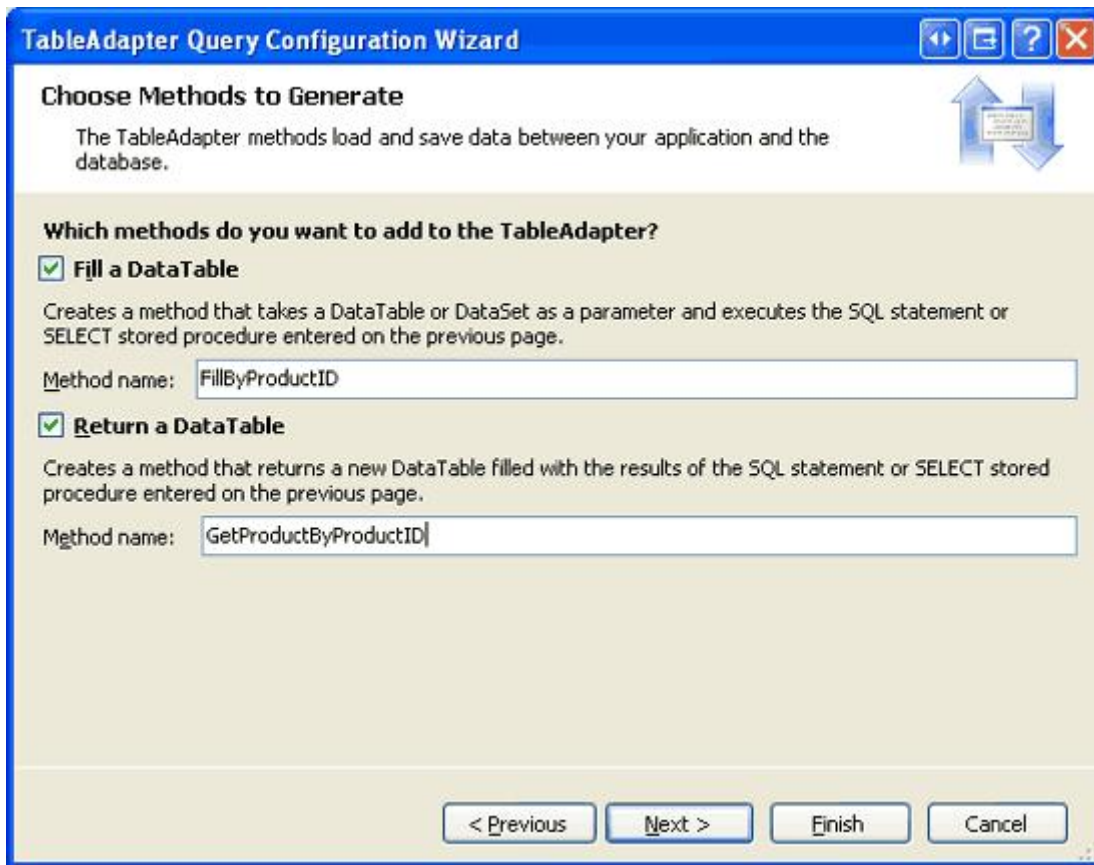 TableAdapter Query Configuration Wizard
Choose Methods to Generate
The TableAdapter methods load and save data between your application and the
database.
Which methods do you want to add to the TableAdapter?
Fill a DataTable
Creates a method that takes a DataTable or DataSet as a parameter and executes the SQL statement or
SELECT stored procedure entered on the previous page.
Method name: FillByProductID
Return a DataTable
Creates a method that returns a new DataTable filled with the results of the SQL statement or SELECT stored
procedure entered on the previous page.
Method name: GetProductByProductID
< Previous Next > Finish Cancel